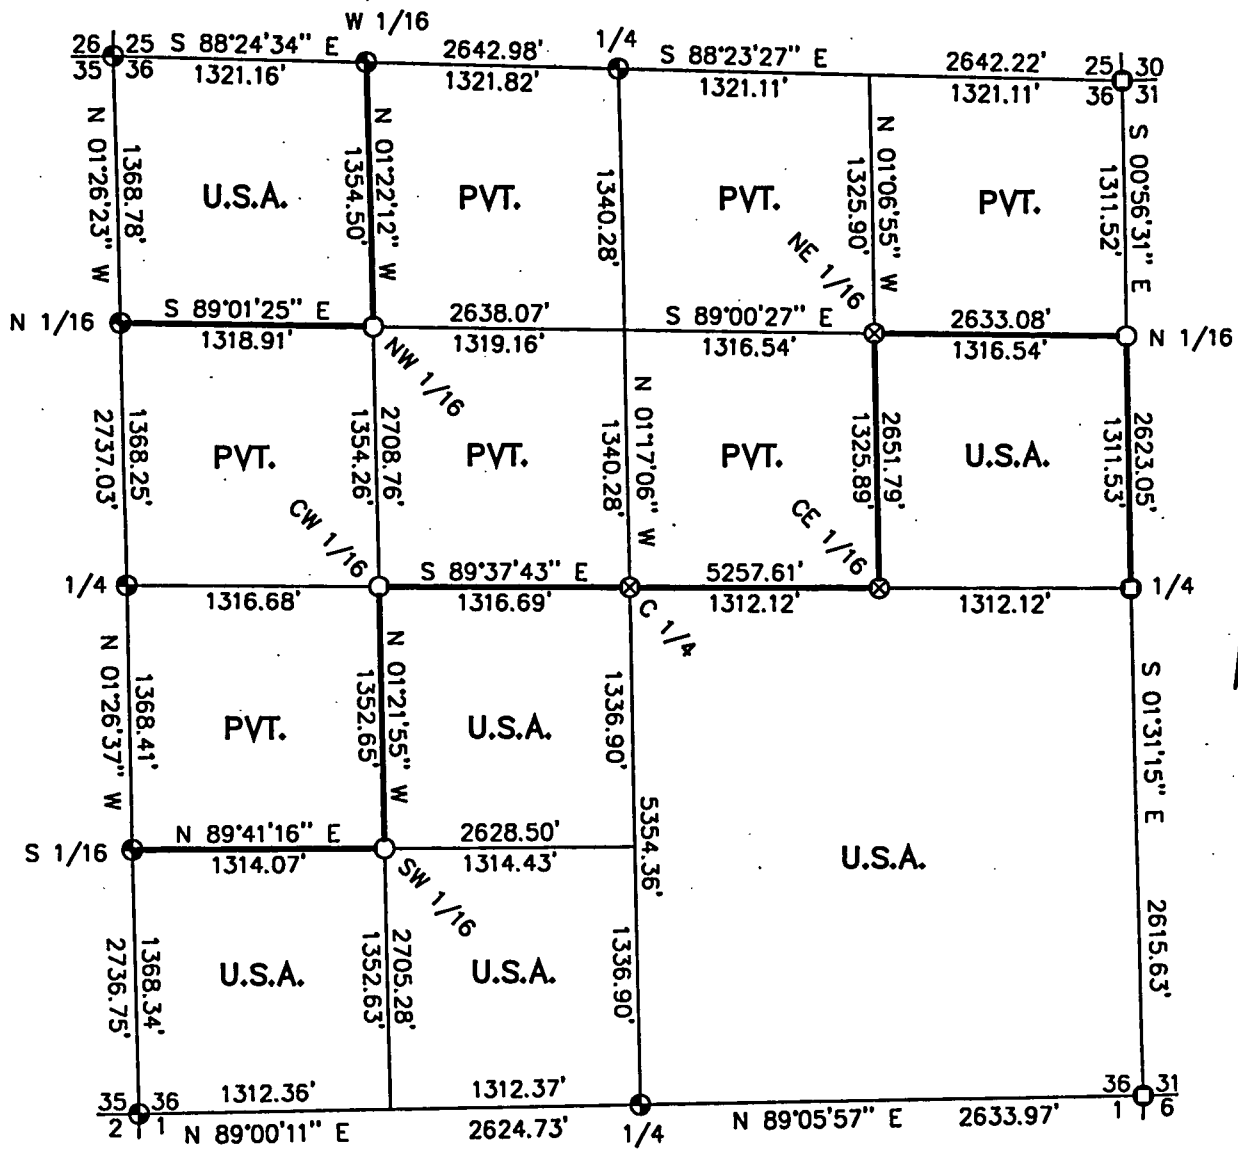 W 1/16
26 25 S 88°24'34" E 2642.98' 1/4 S 88°23'27" E 2642.22' 25 30
35 36 1321.16' 1321.82' 1321.11' 1321.11' 36 31
N 01°26'23" W
1368.78'
N 01°22'12" W
1354.50'
1340.28'
N 01°06'55" W
1325.90'
S 00°56'31" E
1311.52'
U.S.A. PVT. PVT. PVT.
NE 1/16
N 1/16 S 89°01'25" E 2638.07' S 89°00'27" E 2633.08' N 1/16
1318.91' 1319.16' 1316.54' 1316.54'
NW 1/16
2737.03'
1368.25'
2708.76'
1354.26'
N 01°17'06" W
1340.28'
2651.79'
1325.89'
2623.05'
1311.53'
PVT. PVT. PVT. U.S.A.
CW 1/16
CE 1/16
1/4 S 89°37'43" E 5257.61' 1/4
1316.68' 1316.69' 1312.12' 1312.12'
C 1/4
N 01°26'37" W
1368.41'
N 01°21'55" W
1352.65'
1336.90'
S 01°31'15" E
PVT. U.S.A.
S 1/16 N 89°41'16" E 2628.50'
1314.07' 1314.43'
SW 1/16
5354.36'
U.S.A.
2615.63'
2736.75'
1368.34'
2705.28'
1352.63'
1336.90'
U.S.A. U.S.A.
35 36 1312.36' 1312.37' 36 31
2 1 N 89°00'11" E 2624.73' 1/4 N 89°05'57" E 2633.97' 1 6